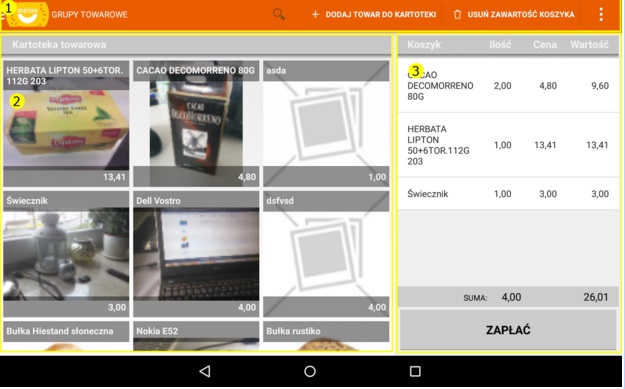 1
melon
GRUPY TOWAROWE
+ DODAJ TOWAR DO KARTOTEKI
USUŃ ZAWARTOŚĆ KOSZYKA
Kartoteka towarowa
HERBATA LIPTON 50+6TOR.
112G 203
2
Lipton
13,41
CACAO DECOMORRENO 80G
CACAO
DECOMORRENO
4,80
asda
1,00
Świecznik
3,00
Dell Vostro
4,00
dsfvsd
4,00
Bułka Hiestand słoneczna
Nokia E52
Bułka rustiko
Koszyk Ilość Cena Wartość
3
CACAO
DECOMORRENO
80G
2,00 4,80 9,60
HERBATA
LIPTON
50+6TOR.112G
203
1,00 13,41 13,41
Świecznik 1,00 3,00 3,00
SUMA: 4,00 26,01
ZAPŁAĆ